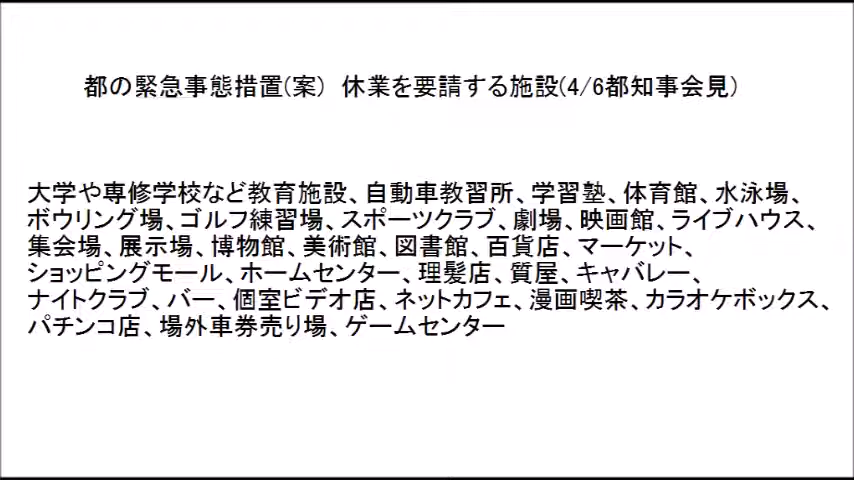 都の緊急事態措置(案) 休業を要請する施設(4/6都知事会見)
大学や専修学校など教育施設、自動車教習所、学習塾、体育館、水泳場、
ボウリング場、ゴルフ練習場、スポーツクラブ、劇場、映画館、ライブハウス、
集会場、展示場、博物館、美術館、図書館、百貨店、マーケット、
ショッピングモール、ホームセンター、理髪店、質屋、キャバレー、
ナイトクラブ、バー、個室ビデオ店、ネットカフェ、漫画喫茶、カラオケボックス、
パチンコ店、場外車券売り場、ゲームセンター